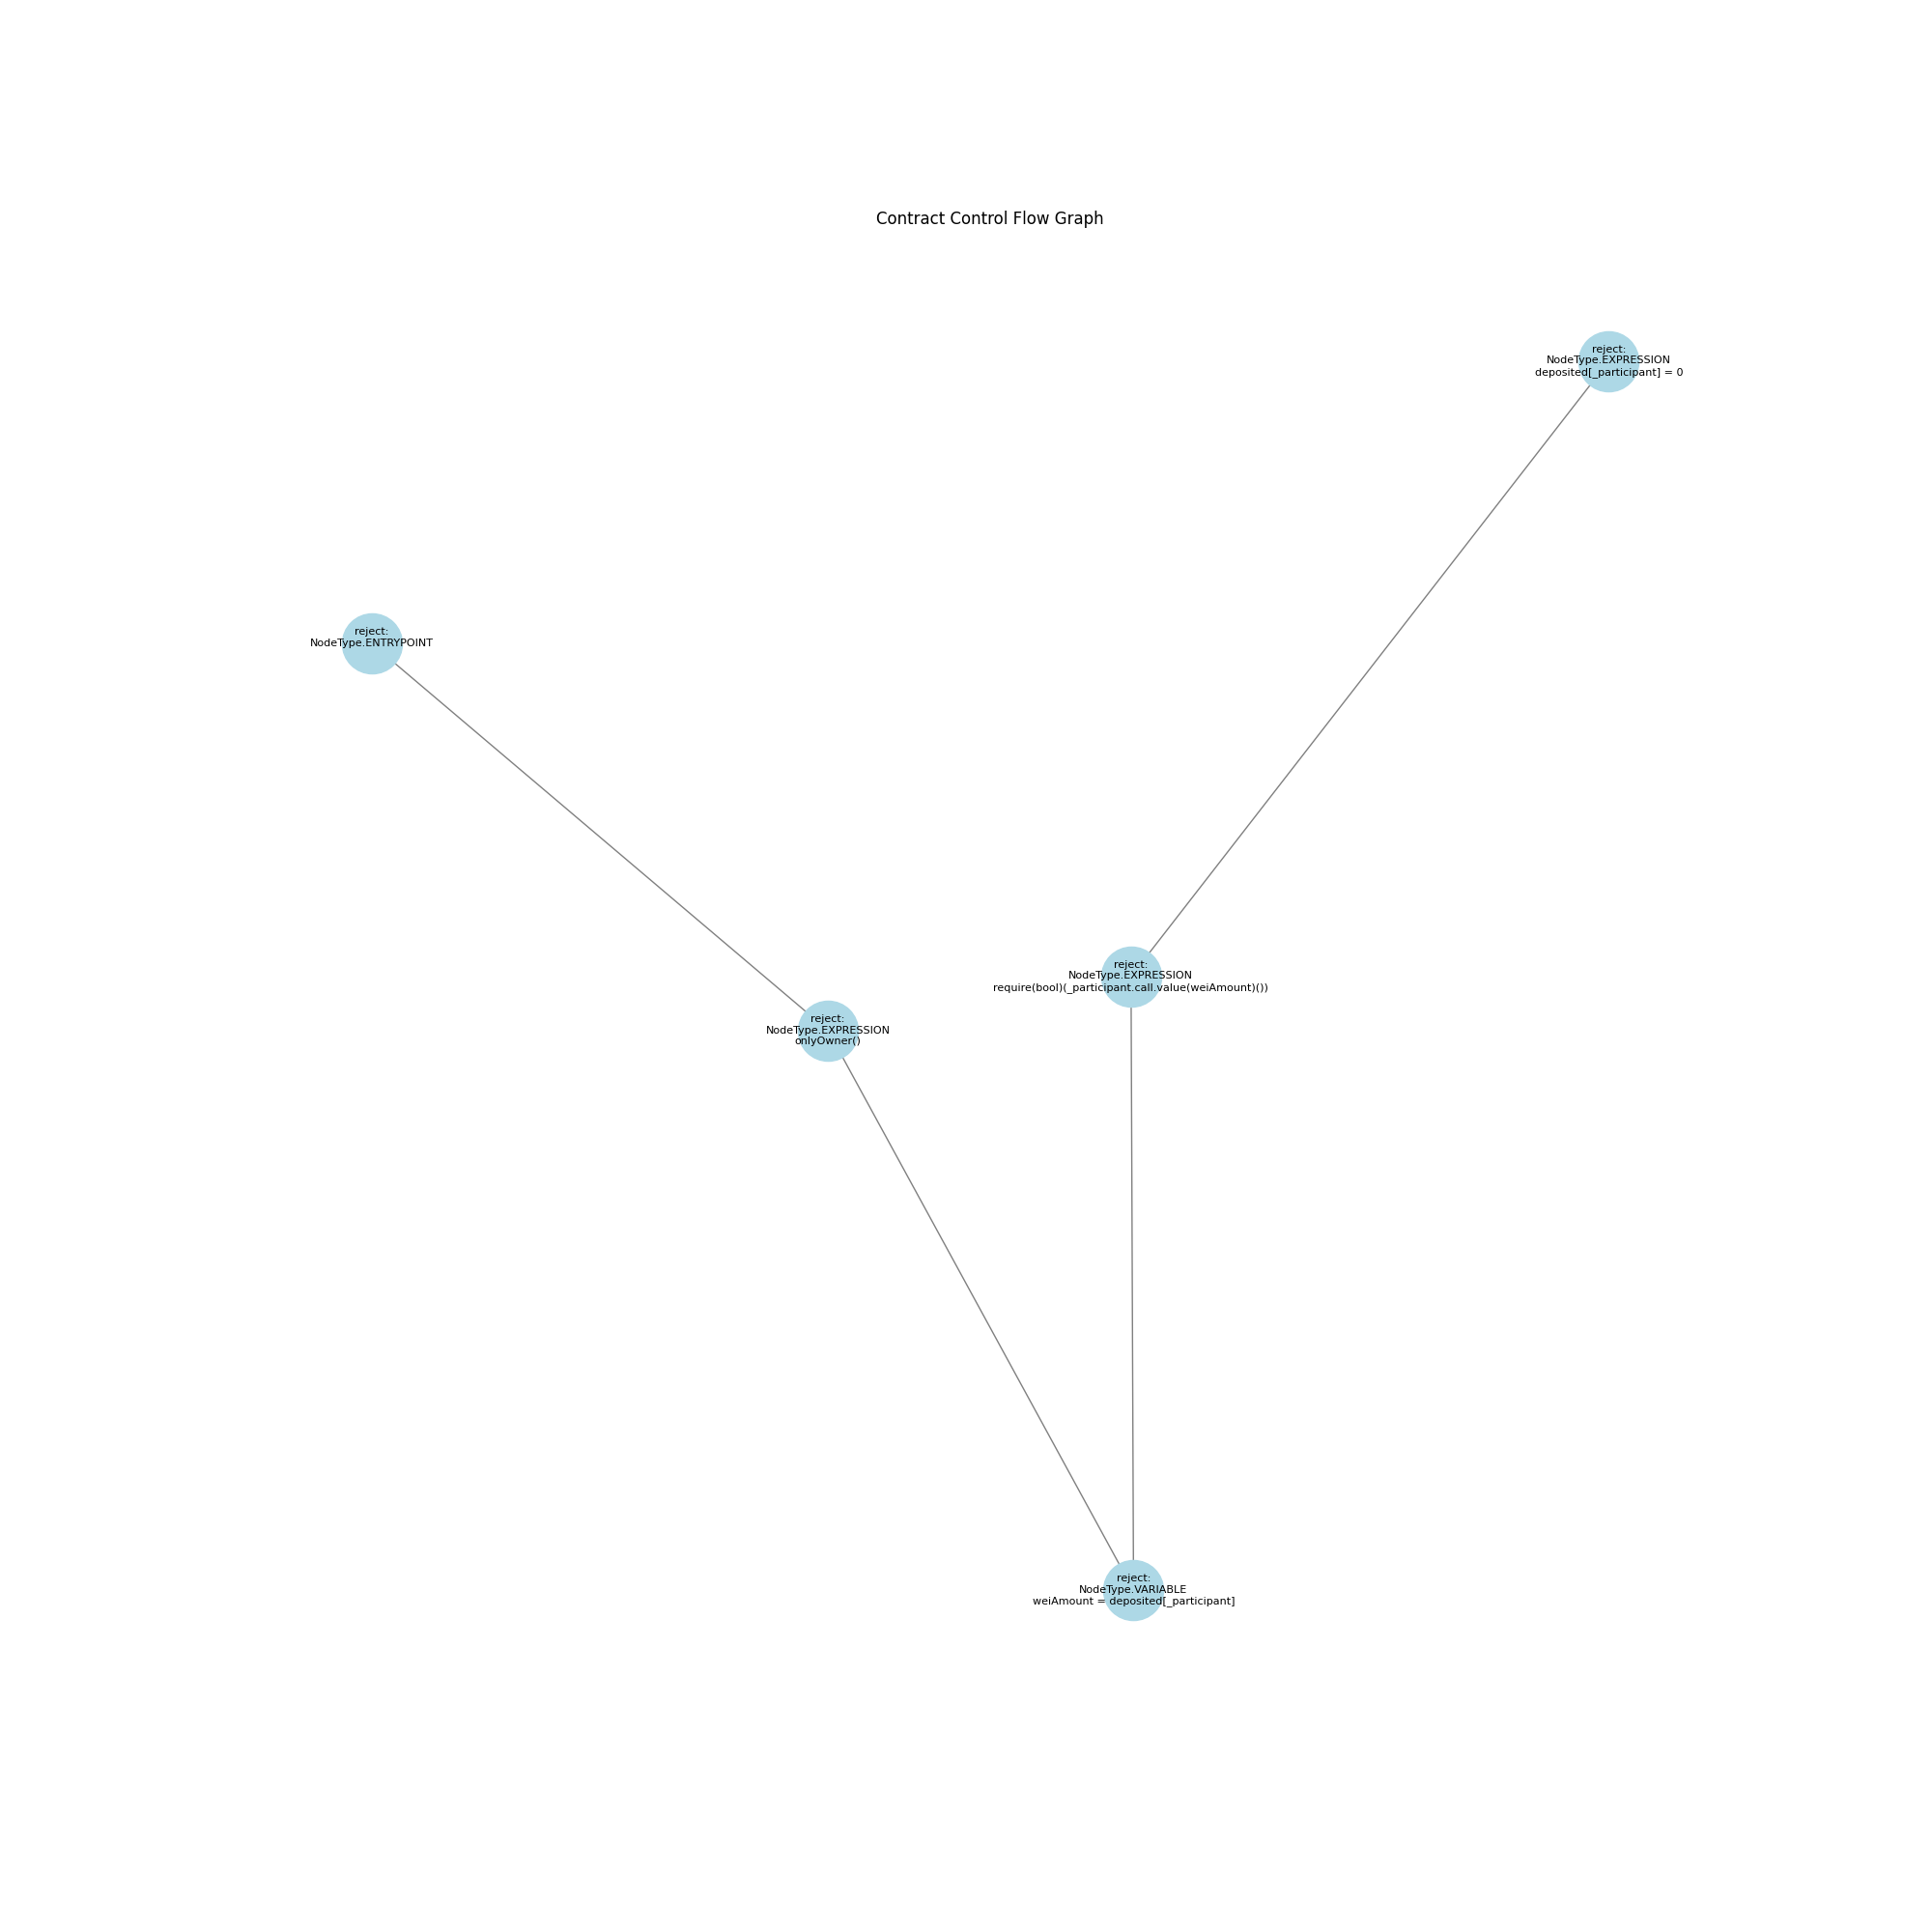 Contract Control Flow Graph
reject:
NodeType.EXPRESSION
deposited[_participant] = 0
reject:
NodeType.ENTRYPOINT
reject:
NodeType.EXPRESSION
require(bool)(_participant.call.value(weiAmount)())
reject:
NodeType.EXPRESSION
onlyOwner()
reject:
NodeType.VARIABLE
weiAmount = deposited[_participant]